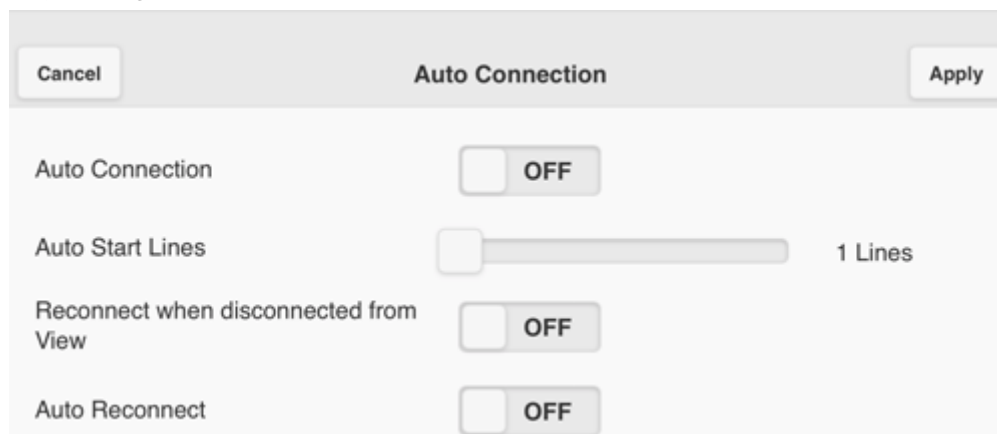 Cancel Auto Connection Apply
Auto Connection OFF
Auto Start Lines 1 Lines
Reconnect when disconnected from
View OFF
Auto Reconnect OFF